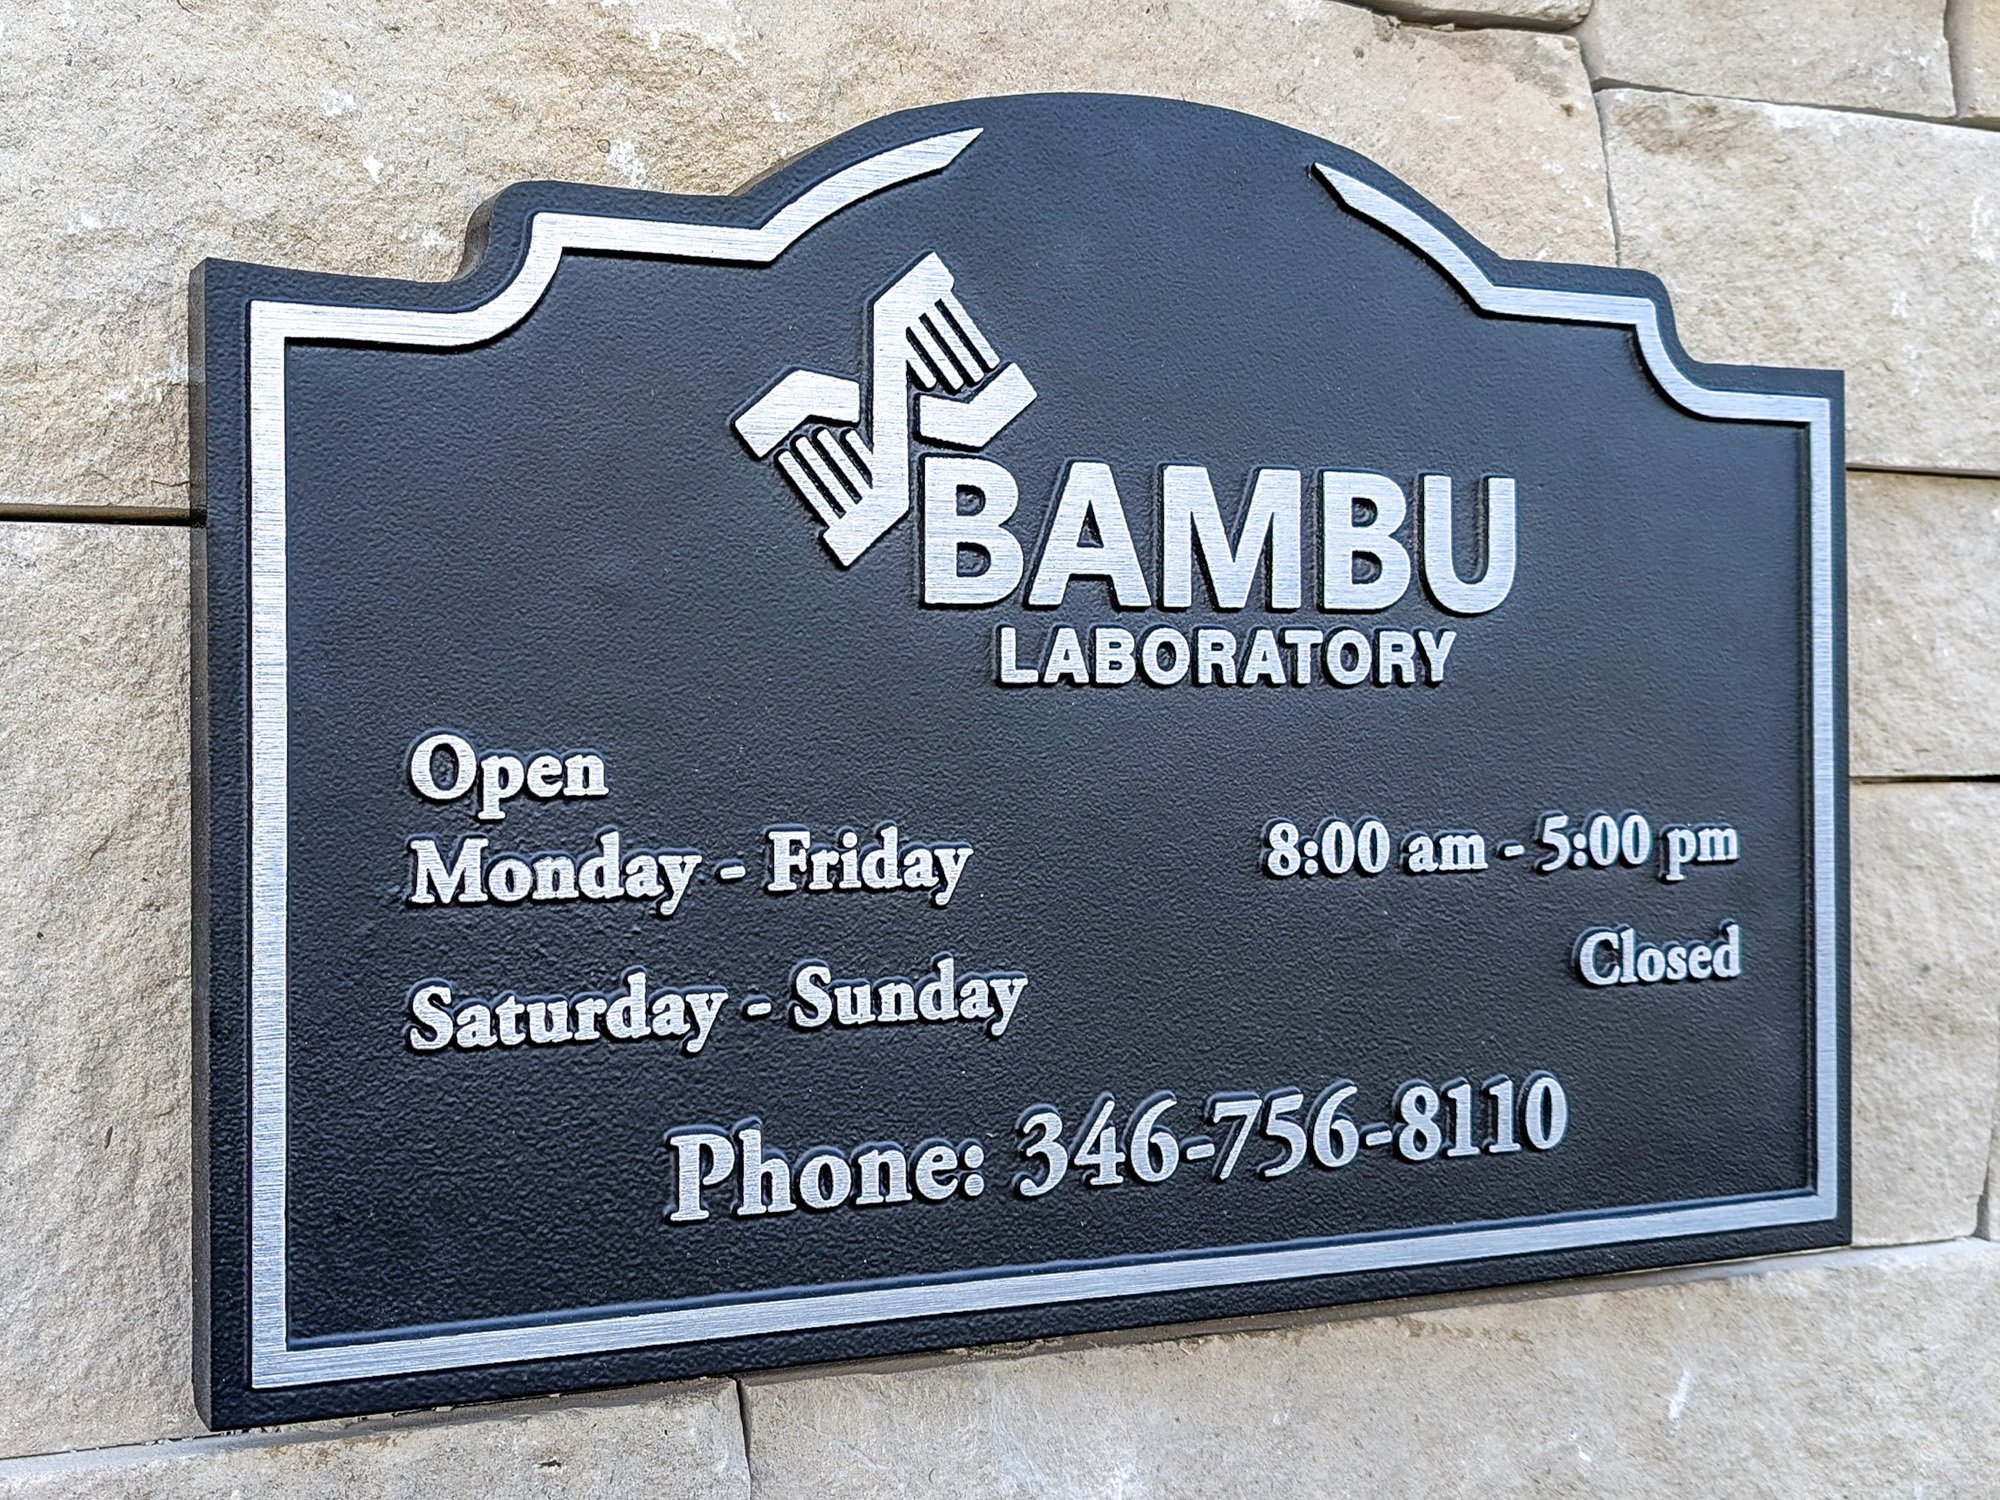 BAMBU
LABORATORY
Open
Monday - Friday 8:00 am - 5:00 pm
Saturday - Sunday Closed
Phone: 346-756-8110